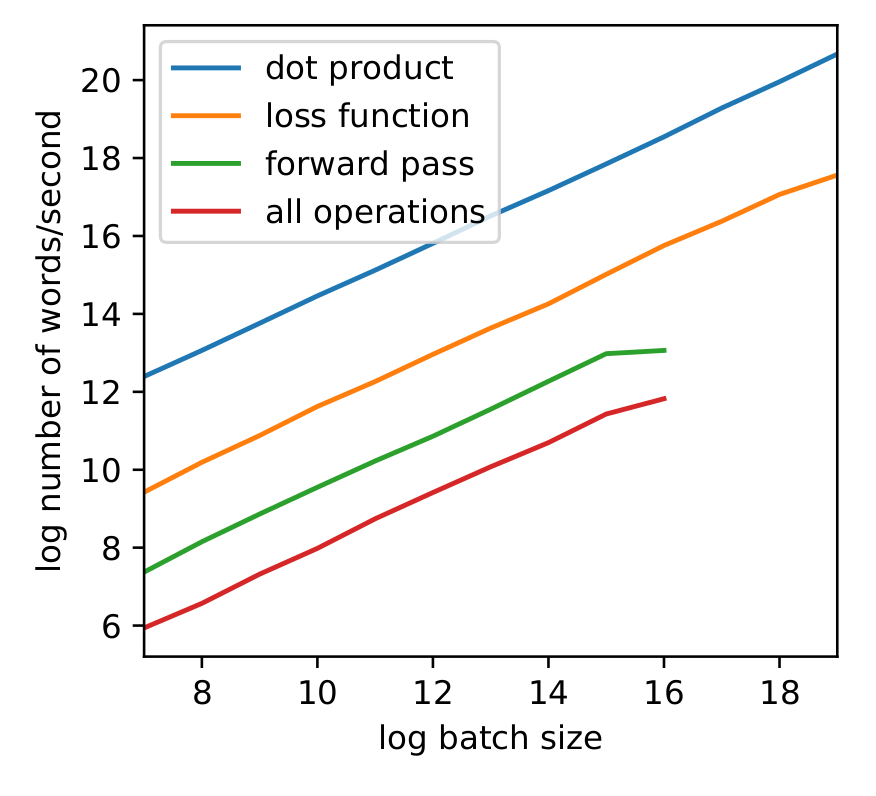 20
18
16
14
12
10
8
6
log number of words/second
dot product
loss function
forward pass
all operations
8 10 12 14 16 18
log batch size